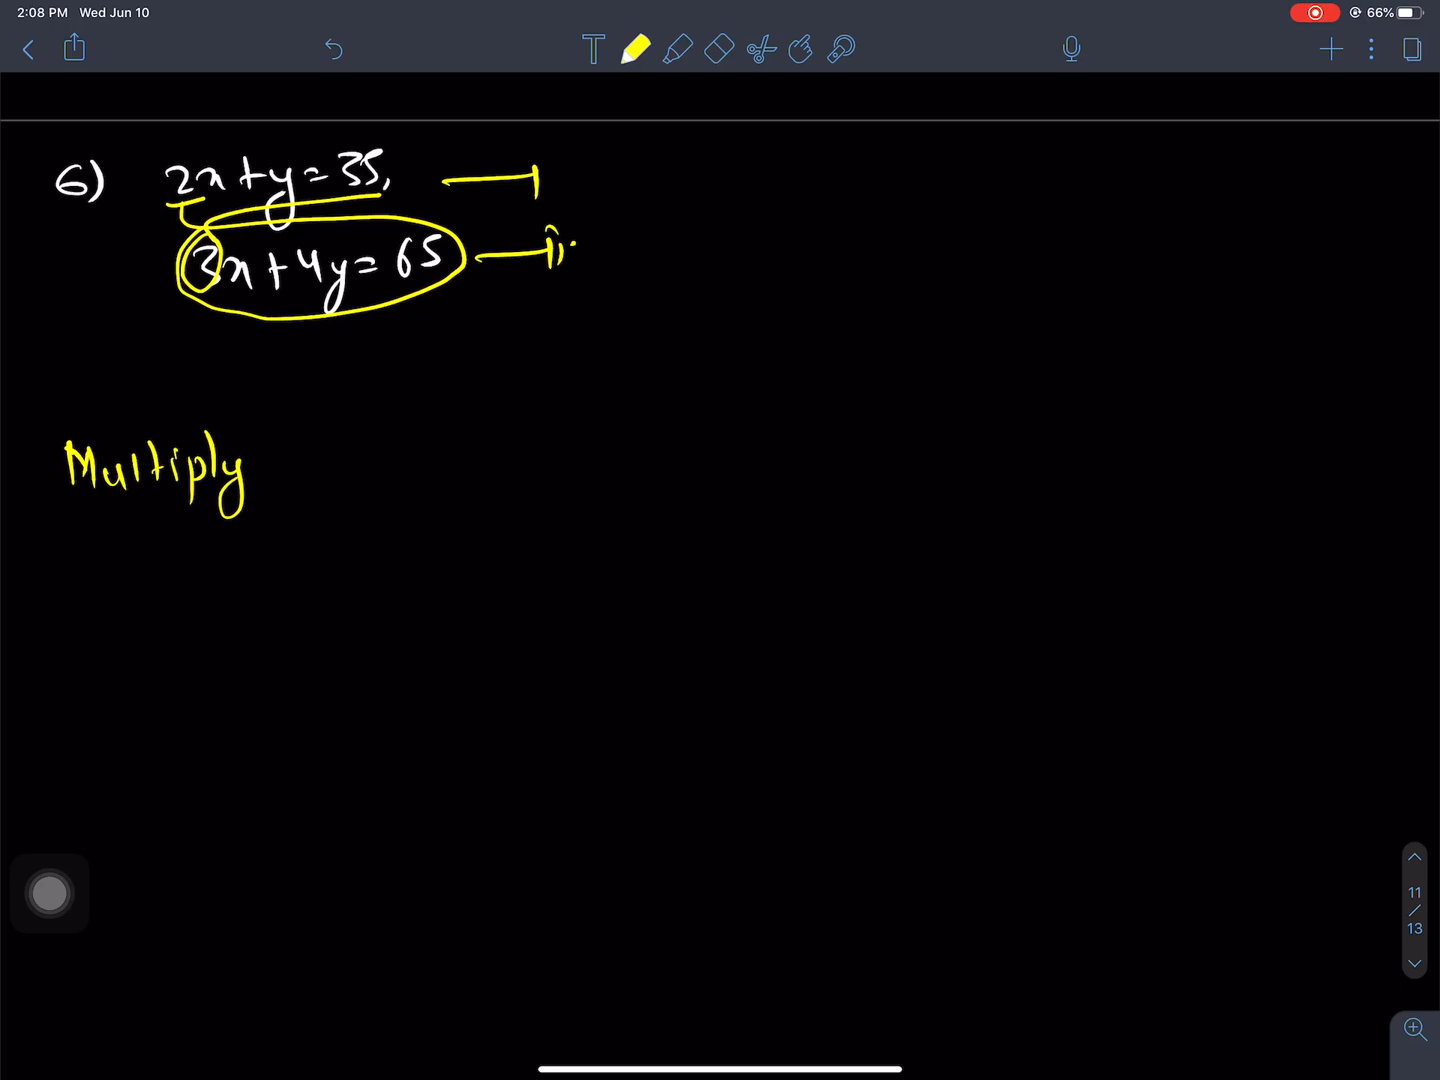 2:08 PM Wed Jun 10
66%
T
6) 2x + y = 35, — I
3x + 4y = 65 — ii.
Multiply
11
/
13